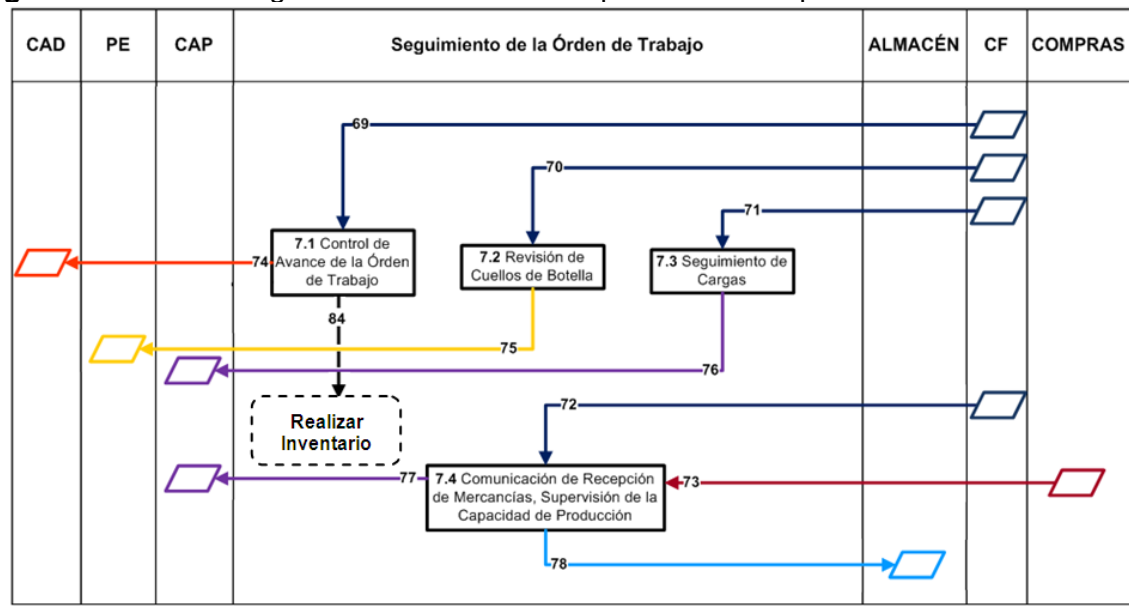 CAD PE CAP Seguimiento de la Órden de Trabajo ALMACÉN CF COMPRAS
69
70
71
7.1 Control de
Avance de la Órden
de Trabajo
7.2 Revisión de
Cuellos de Botella
7.3 Seguimiento de
Cargas
74
84
75
76
Realizar
Inventario
72
77
7.4 Comunicación de Recepción
de Mercancías, Supervisión de la
Capacidad de Producción
73
78